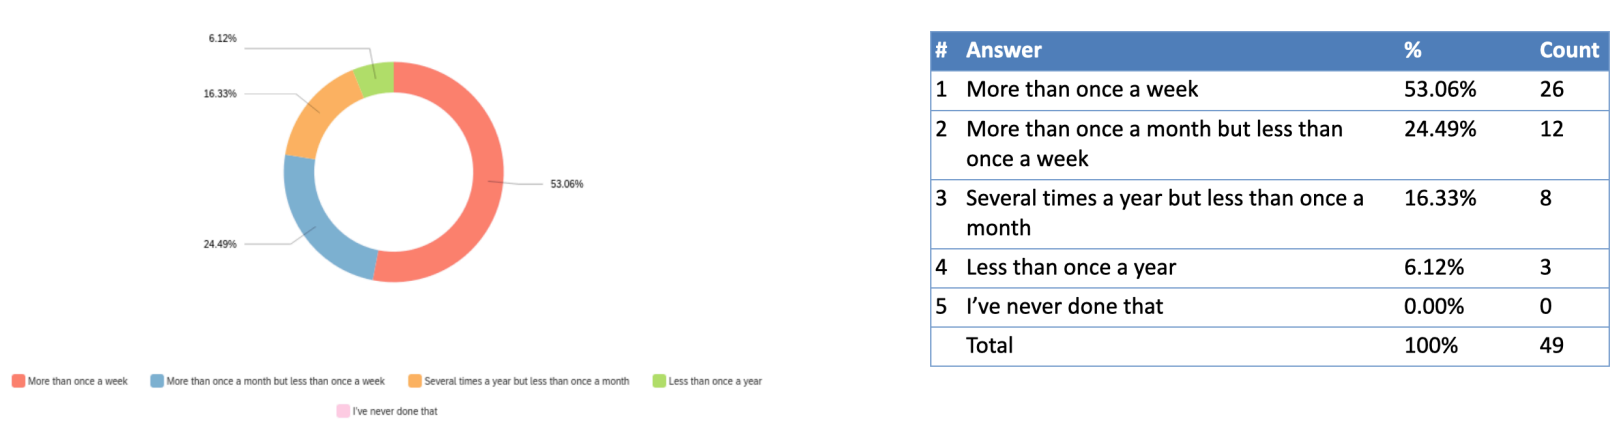 6.12%
16.33%
53.06%
24.49%
More than once a week
More than once a month but less than once a week
Several times a year but less than once a month
Less than once a year
I've never done that
# Answer % Count
1 More than once a week 53.06% 26
2 More than once a month but less than 24.49% 12
once a week
3 Several times a year but less than once a 16.33% 8
month
4 Less than once a year 6.12% 3
5 I’ve never done that 0.00% 0
Total 100% 49